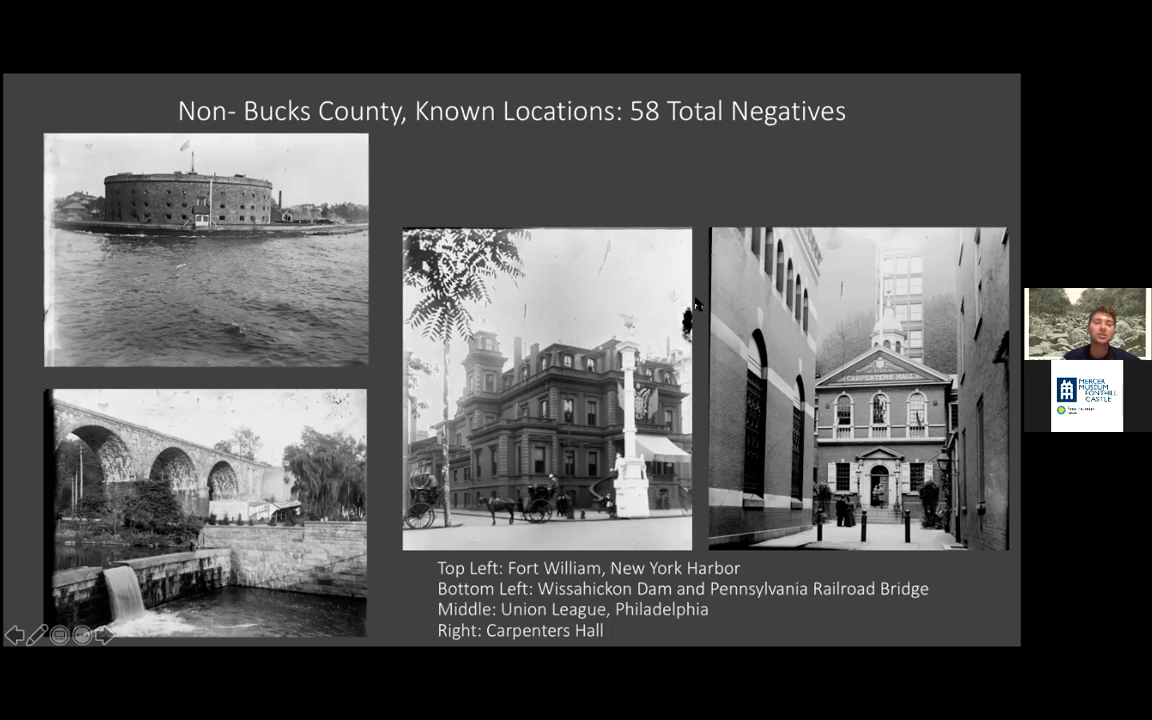 Non- Bucks County, Known Locations: 58 Total Negatives
CARPENTERS HALL
Top Left: Fort William, New York Harbor
Bottom Left: Wissahickon Dam and Pennsylvania Railroad Bridge
Middle: Union League, Philadelphia
Right: Carpenters Hall
MERCER
MUSEUM
FONTHILL
CASTLE